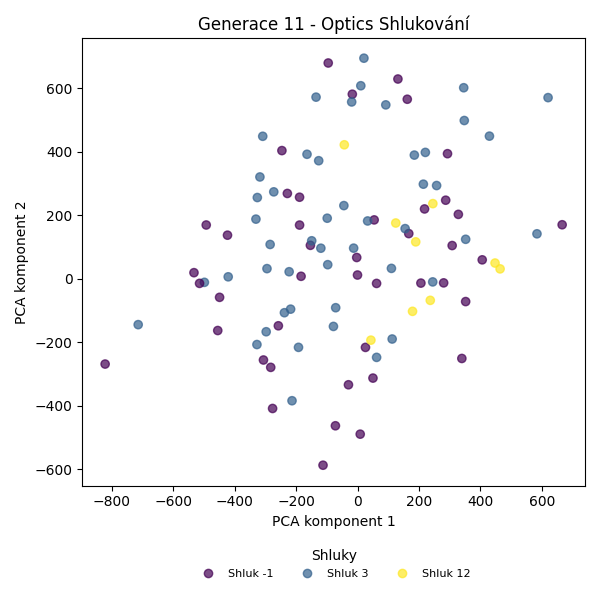 Generace 11 - Optics Shlukování
PCA komponent 2
600
400
200
0
−200
−400
−600
−800 −600 −400 −200 0 200 400 600
PCA komponent 1
Shluky
Shluk -1 Shluk 3 Shluk 12